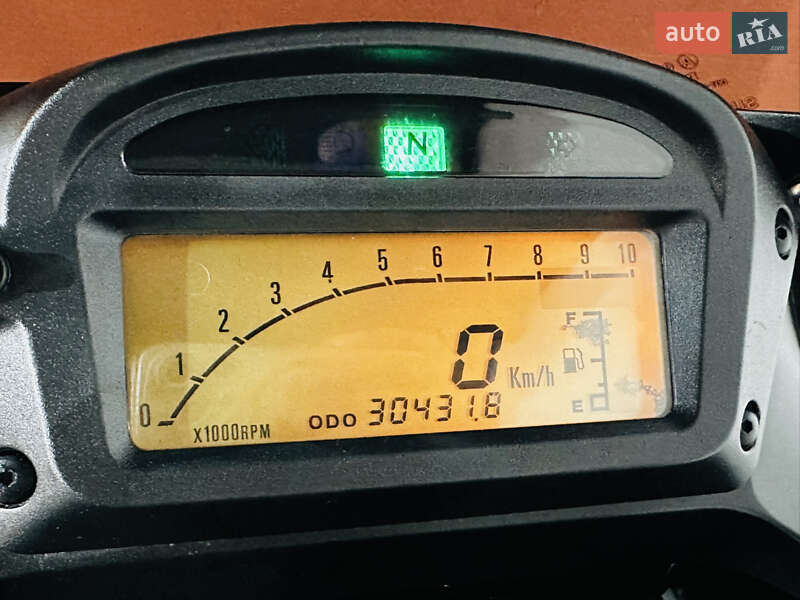 auto RIA
.com
N
0 1 2 3 4 5 6 7 8 9 10
F
0 Km/h
E
ODO 30431.8
X1000RPM